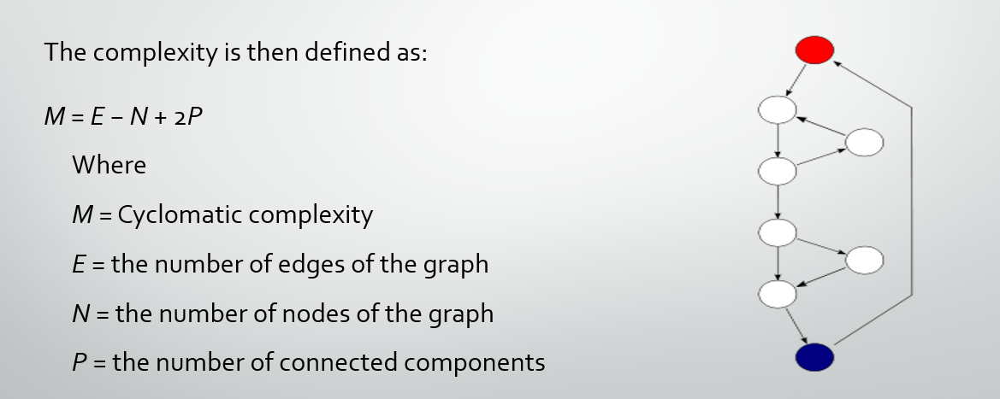 The complexity is then defined as:
M = E − N + 2P
Where
M = Cyclomatic complexity
E = the number of edges of the graph
N = the number of nodes of the graph
P = the number of connected components